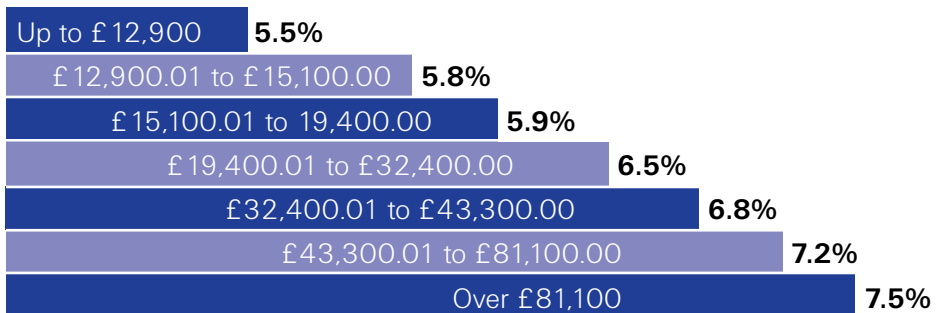 Up to £12,900 5.5%
£12,900.01 to £15,100.00 5.8%
£15,100.01 to 19,400.00 5.9%
£19,400.01 to £32,400.00 6.5%
£32,400.01 to £43,300.00 6.8%
£43,300.01 to £81,100.00 7.2%
Over £81,100 7.5%